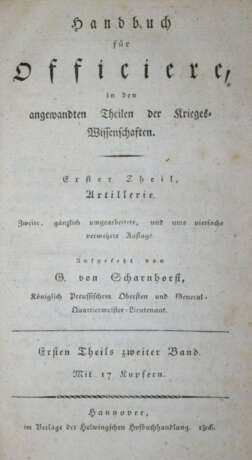 Handbuch
für
Officiere,
in den
angewandten Theilen der Krieges-
Wissenschaften.
Erster Theil,
Artillerie.
Zweite, gänzlich umgearbeitete, und ums vierfache
vermehrte Auflage.
Aufgesetzt von
G. von Scharnhorst,
Königlich Preussischem Obersten und General-
Quartiermeister-Lieutenant.
Ersten Theils zweiter Band.
Mit 17 Kupfern.
Hannover,
im Verlage der Helwingschen Hofbuchhandlung. 1806.